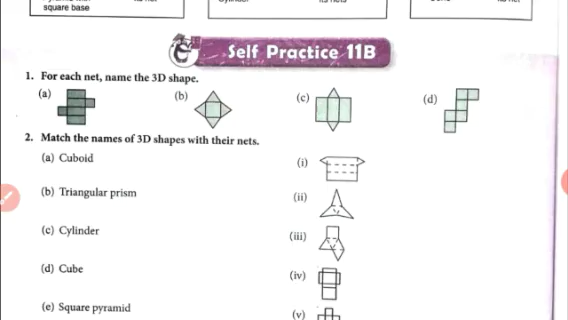 square base
Self Practice 11B
1. For each net, name the 3D shape.
(a) (b) (c) (d)
2. Match the names of 3D shapes with their nets.
(a) Cuboid (i)
(b) Triangular prism (ii)
(c) Cylinder (iii)
(d) Cube (iv)
(e) Square pyramid (v)